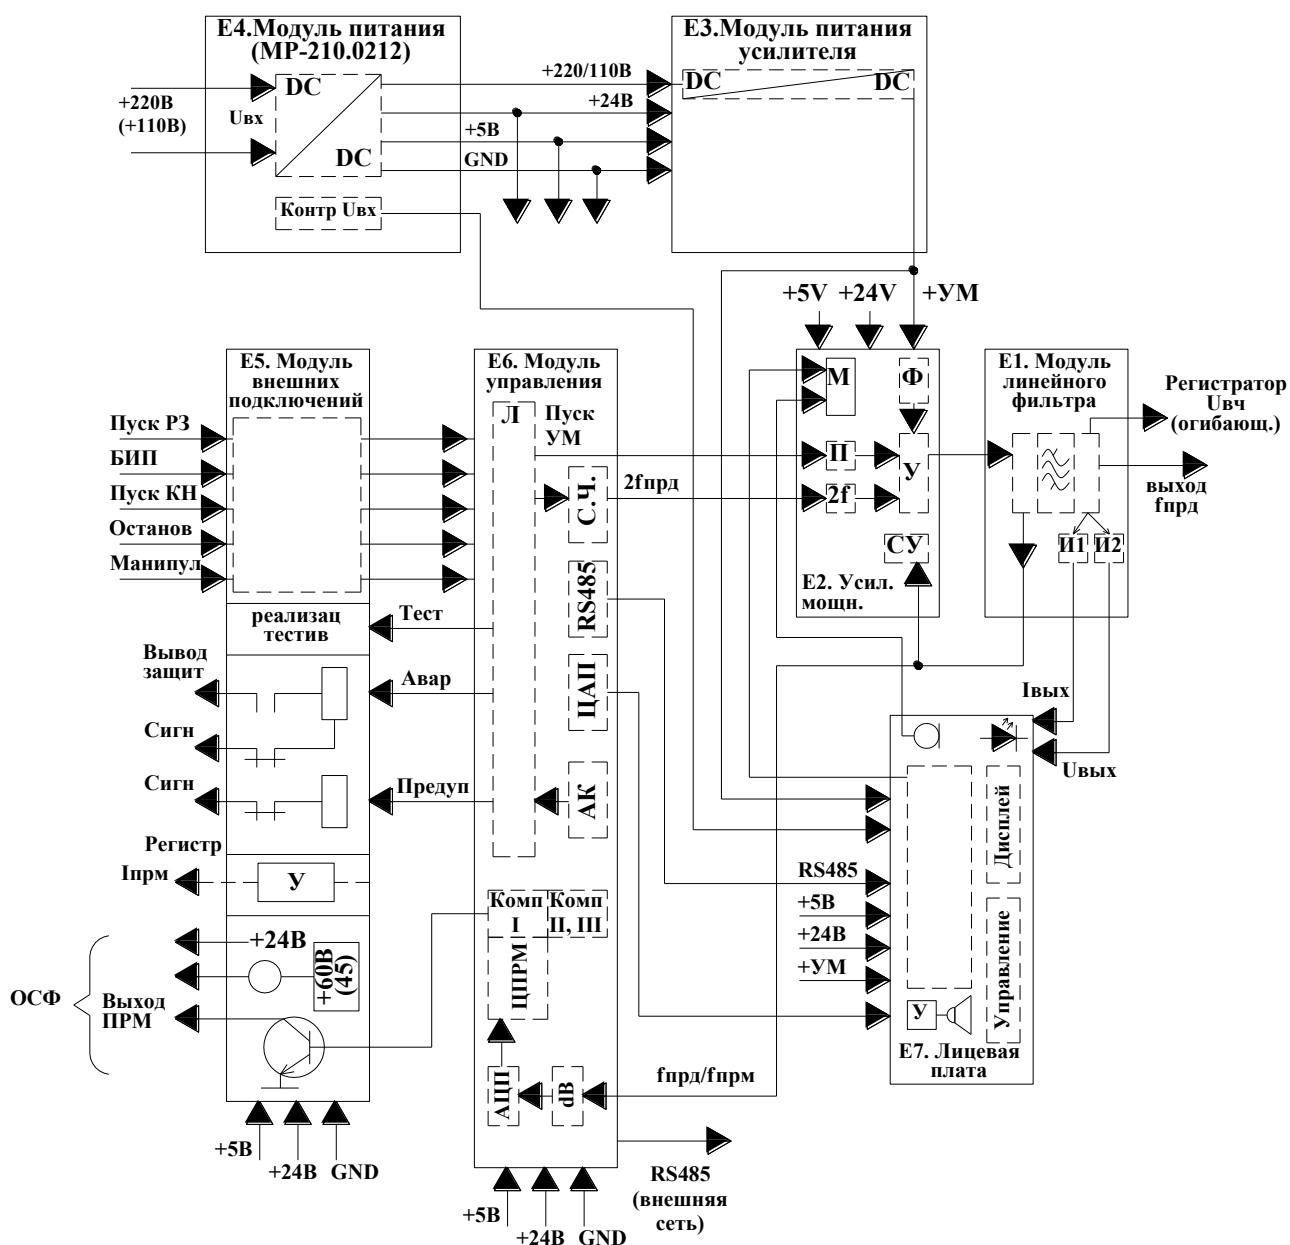 Е4.Модуль питания
(МР-210.0212)
DC
DC
+220В
(+110В)
Uвх
Контр Uвх
+220/110В
+24В
+5В
GND
Е3.Модуль питания
усилителя
DC
DC
+5V
+24V
+УМ
Е5. Модуль
внешних
подключений
Пуск РЗ
БИП
Пуск КН
Останов
Манипул
реализац
тестив
Вывод
защит
Сигн
Сигн
Регистр
Iпрм
У
+24В
+60В
(45)
ОСФ
Выход
ПРМ
+5В
+24В
GND
Тест
Авар
Предуп
Е6. Модуль
управления
Л
Пуск
УМ
С.Ч.
RS485
ЦАП
АК
Комп
I
Комп
II, III
ЦПРМ
АЦП
dB
+5В
+24В
GND
RS485
(внешняя
сеть)
2fпрд
fпрд/fпрм
М
Ф
П
2f
У
СУ
Е2. Усил.
мощн.
Е1. Модуль
линейного
фильтра
И1
И2
Регистратор
Uвч
(огибающ.)
выход
fпрд
Iвых
Uвых
RS485
+5В
+24В
+УМ
Дисплей
Управление
У
Е7. Лицевая
плата